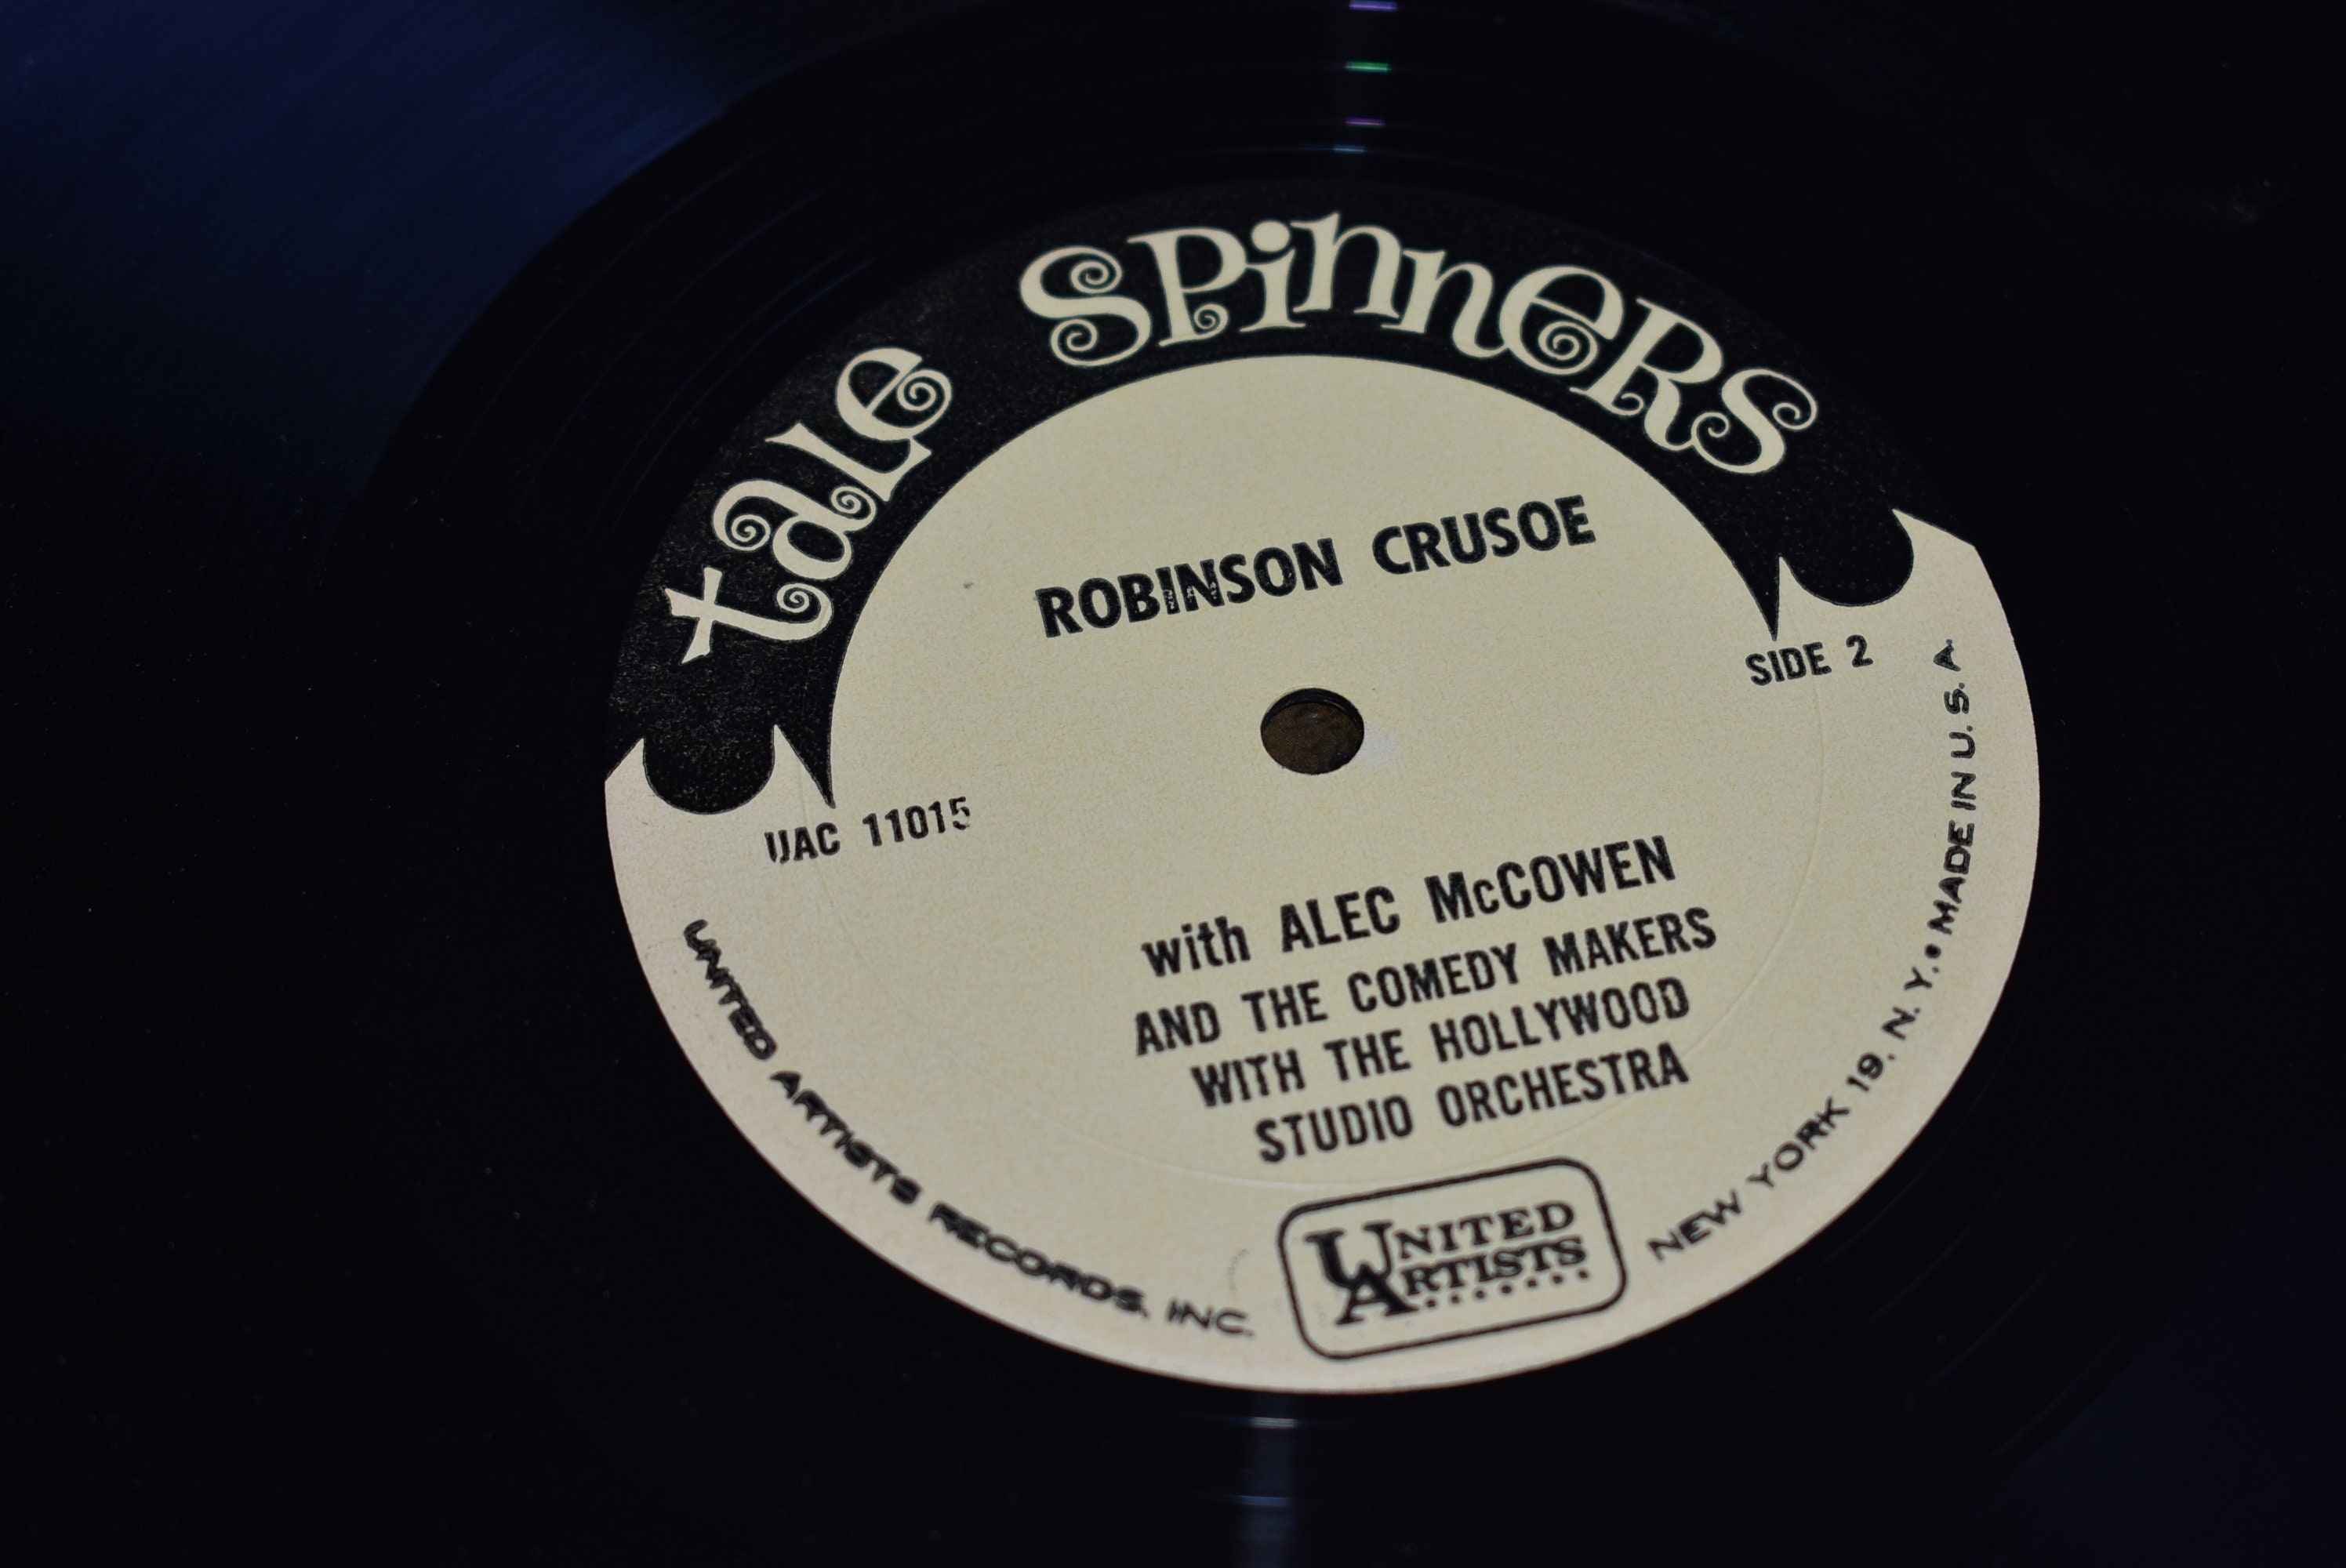 tale SPinneRS
ROBINSON CRUSOE
SIDE 2
UAC 11015
with ALEC McCOWEN
AND THE COMEDY MAKERS
WITH THE HOLLYWOOD
STUDIO ORCHESTRA
UNITED
ARTISTS
UNITED ARTISTS RECORDS, INC.
NEW YORK 19, N. Y. • MADE IN U. S. A.